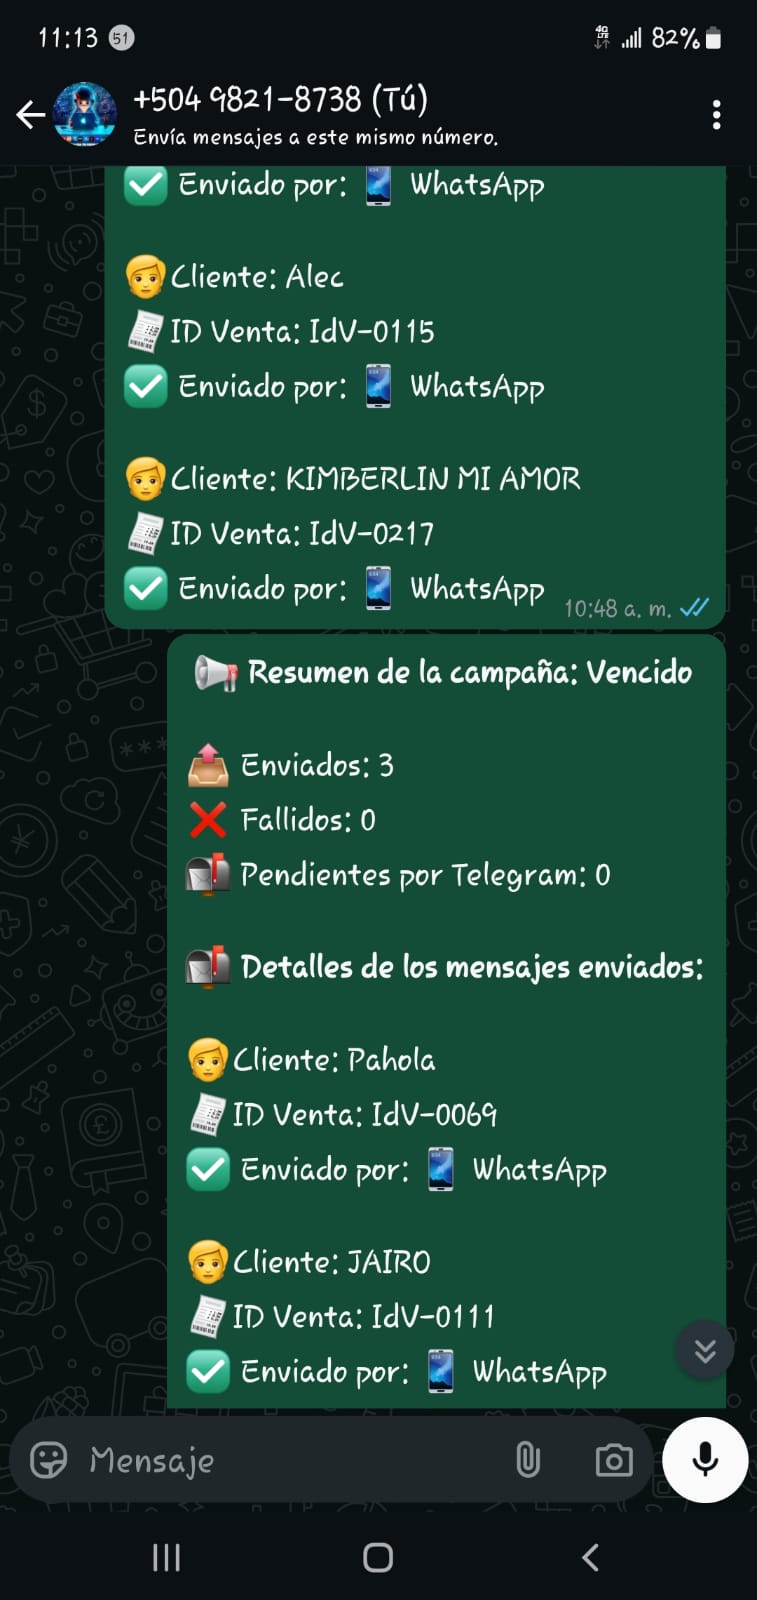 11:13 51 4G LTE 82%
+504 9821-8738 (Tú)
Envía mensajes a este mismo número.
Enviado por: WhatsApp
Cliente: Alec
ID Venta: IdV-0115
Enviado por: WhatsApp
Cliente: KIMBERLIN MI AMOR
ID Venta: IdV-0217
Enviado por: WhatsApp
10:48 a. m.
Resumen de la campaña: Vencido
Enviados: 3
Fallidos: 0
Pendientes por Telegram: 0
Detalles de los mensajes enviados:
Cliente: Pahola
ID Venta: IdV-0069
Enviado por: WhatsApp
Cliente: JAIRO
ID Venta: IdV-0111
Enviado por: WhatsApp
Mensaje